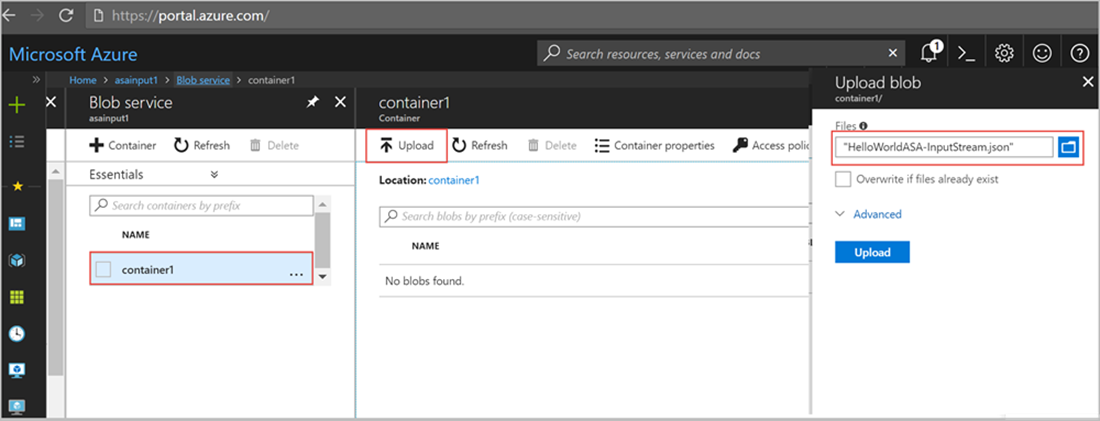 https://portal.azure.com/
Microsoft Azure
Search resources, services and docs
1
Home > asainput1 > Blob service > container1
Blob service
asainput1
Container
Refresh
Delete
Essentials
Search containers by prefix
NAME
container1
...
container1
Container
Upload
Refresh
Delete
Container properties
Access polic
Location: container1
Search blobs by prefix (case-sensitive)
NAME
No blobs found.
Upload blob
container1/
Files
"HelloWorldASA-InputStream.json"
Overwrite if files already exist
Advanced
Upload